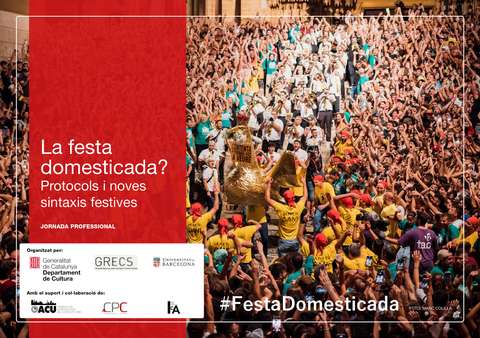 La festa
domesticada?
Protocols i noves
sintaxis festives
JORNADA PROFESSIONAL
Organitzat per:
Generalitat
de Catalunya
Departament
de Cultura
GRECS
UNIVERSITAT DE
BARCELONA
Amb el suport i col·laboració de:
ACU
CPC
#FestaDomesticada